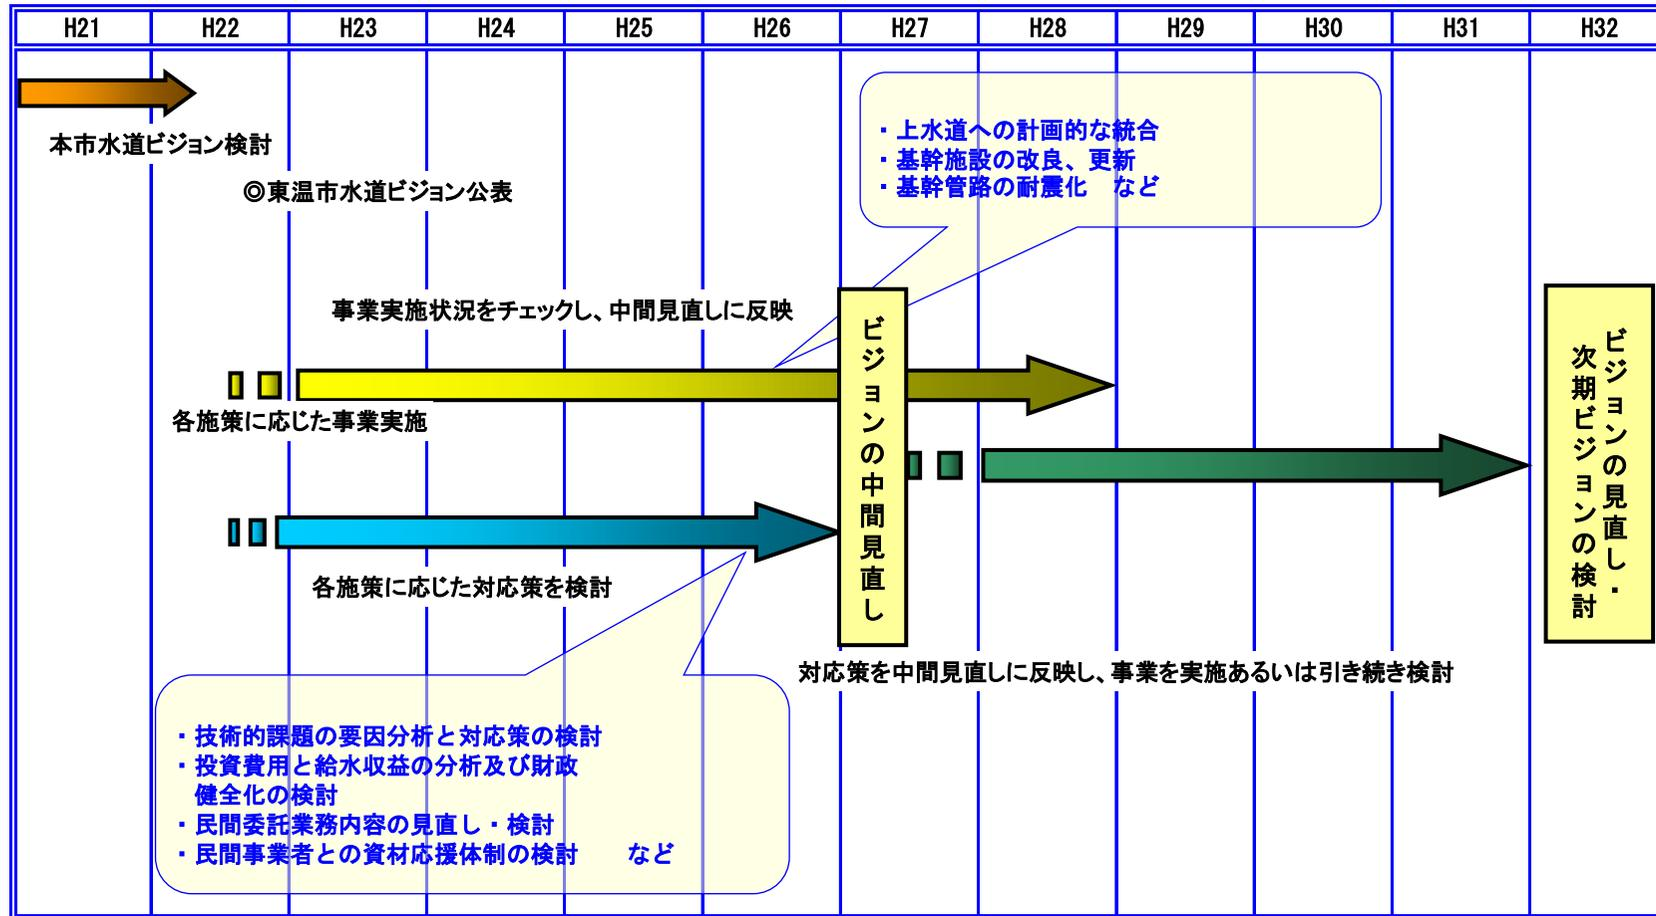 H21 H22 H23 H24 H25 H26 H27 H28 H29 H30 H31 H32
本市水道ビジョン検討
◎東温市水道ビジョン公表
・上水道への計画的な統合
・基幹施設の改良、更新
・基幹管路の耐震化　など
事業実施状況をチェックし、中間見直しに反映
各施策に応じた事業実施
ビジョンの中間見直し
ビジョンの見直し・
次期ビジョンの検討
各施策に応じた対応策を検討
対応策を中間見直しに反映し、事業を実施あるいは引き続き検討
・技術的課題の要因分析と対応策の検討
・投資費用と給水収益の分析及び財政
健全化の検討
・民間委託業務内容の見直し・検討
・民間事業者との資材応援体制の検討　　など